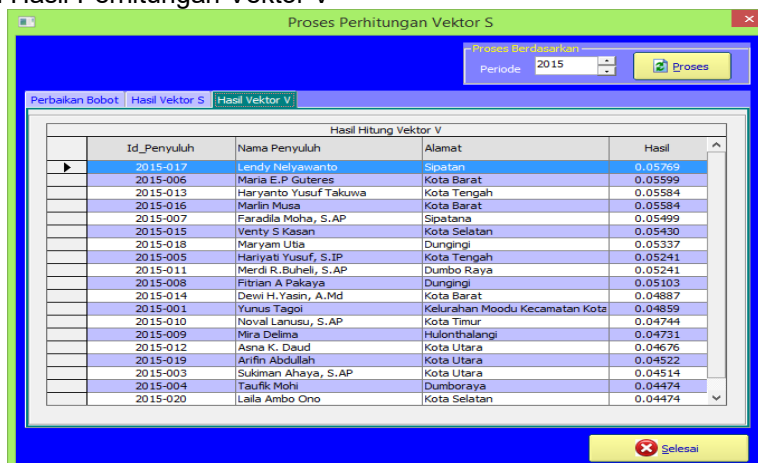 Hasil Perhitungan Vektor V
Proses Perhitungan Vektor S
Proses Berdasarkan
Periode 2015 Proses
Perbaikan Bobot Hasil Vektor S Hasil Vektor V
Hasil Hitung Vektor V
Id_Penyuluh Nama Penyuluh Alamat Hasil
2015-017 Lendy Nelyawanto Sipatan 0.05769
2015-006 Maria E.P Guteres Kota Barat 0.05599
2015-013 Haryanto Yusuf Takuwa Kota Tengah 0.05584
2015-016 Marlin Musa Kota Barat 0.05584
2015-007 Faradila Moha, S.AP Sipatana 0.05499
2015-015 Venty S Kasan Kota Selatan 0.05430
2015-018 Maryam Utia Dungingi 0.05337
2015-005 Hariyati Yusuf, S.IP Kota Tengah 0.05241
2015-011 Merdi R.Buheli, S.AP Dumbo Raya 0.05241
2015-008 Fitrian A Pakaya Dungingi 0.05103
2015-014 Dewi H.Yasin, A.Md Kota Barat 0.04887
2015-001 Yunus Tagoi Kelurahan Moodu Kecamatan Kota 0.04859
2015-010 Noval Lanusu, S.AP Kota Timur 0.04744
2015-009 Mira Delima Hulonthalangi 0.04731
2015-012 Asna K. Daud Kota Utara 0.04676
2015-019 Arifin Abdullah Kota Utara 0.04522
2015-003 Sukiman Ahaya, S.AP Kota Utara 0.04514
2015-004 Taufik Mohi Dumboraya 0.04474
2015-020 Laila Ambo Ono Kota Selatan 0.04474
Selesai